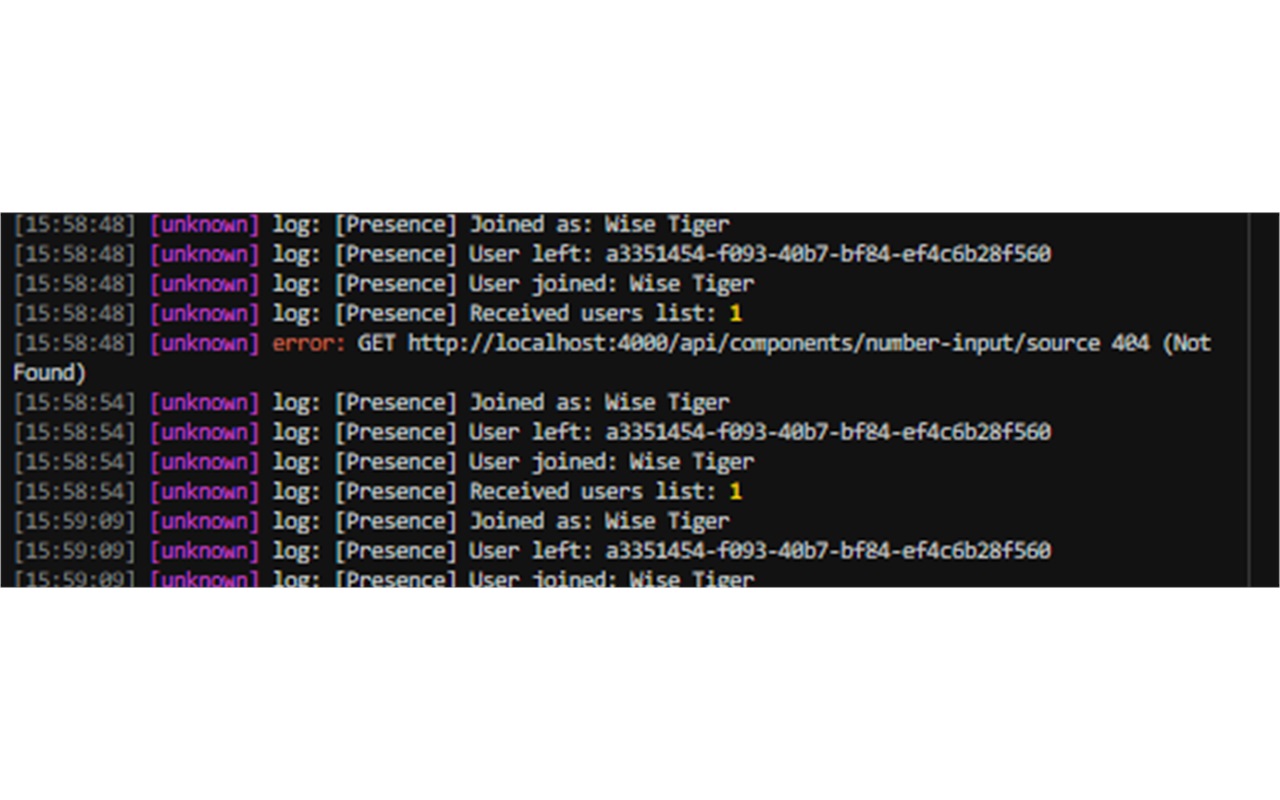 [15:58:48] [unknown] log: [Presence] Joined as: Wise Tiger
[15:58:48] [unknown] log: [Presence] User left: a3351454-f093-40b7-bf84-ef4c6b28f560
[15:58:48] [unknown] log: [Presence] User joined: Wise Tiger
[15:58:48] [unknown] log: [Presence] Received users list: 1
[15:58:48] [unknown] error: GET http://localhost:4000/api/components/number-input/source 404 (Not
Found)
[15:58:54] [unknown] log: [Presence] Joined as: Wise Tiger
[15:58:54] [unknown] log: [Presence] User left: a3351454-f093-40b7-bf84-ef4c6b28f560
[15:58:54] [unknown] log: [Presence] User joined: Wise Tiger
[15:58:54] [unknown] log: [Presence] Received users list: 1
[15:59:09] [unknown] log: [Presence] Joined as: Wise Tiger
[15:59:09] [unknown] log: [Presence] User left: a3351454-f093-40b7-bf84-ef4c6b28f560
[15:59:09] [unknown] log: [Presence] User joined: Wise Tiger